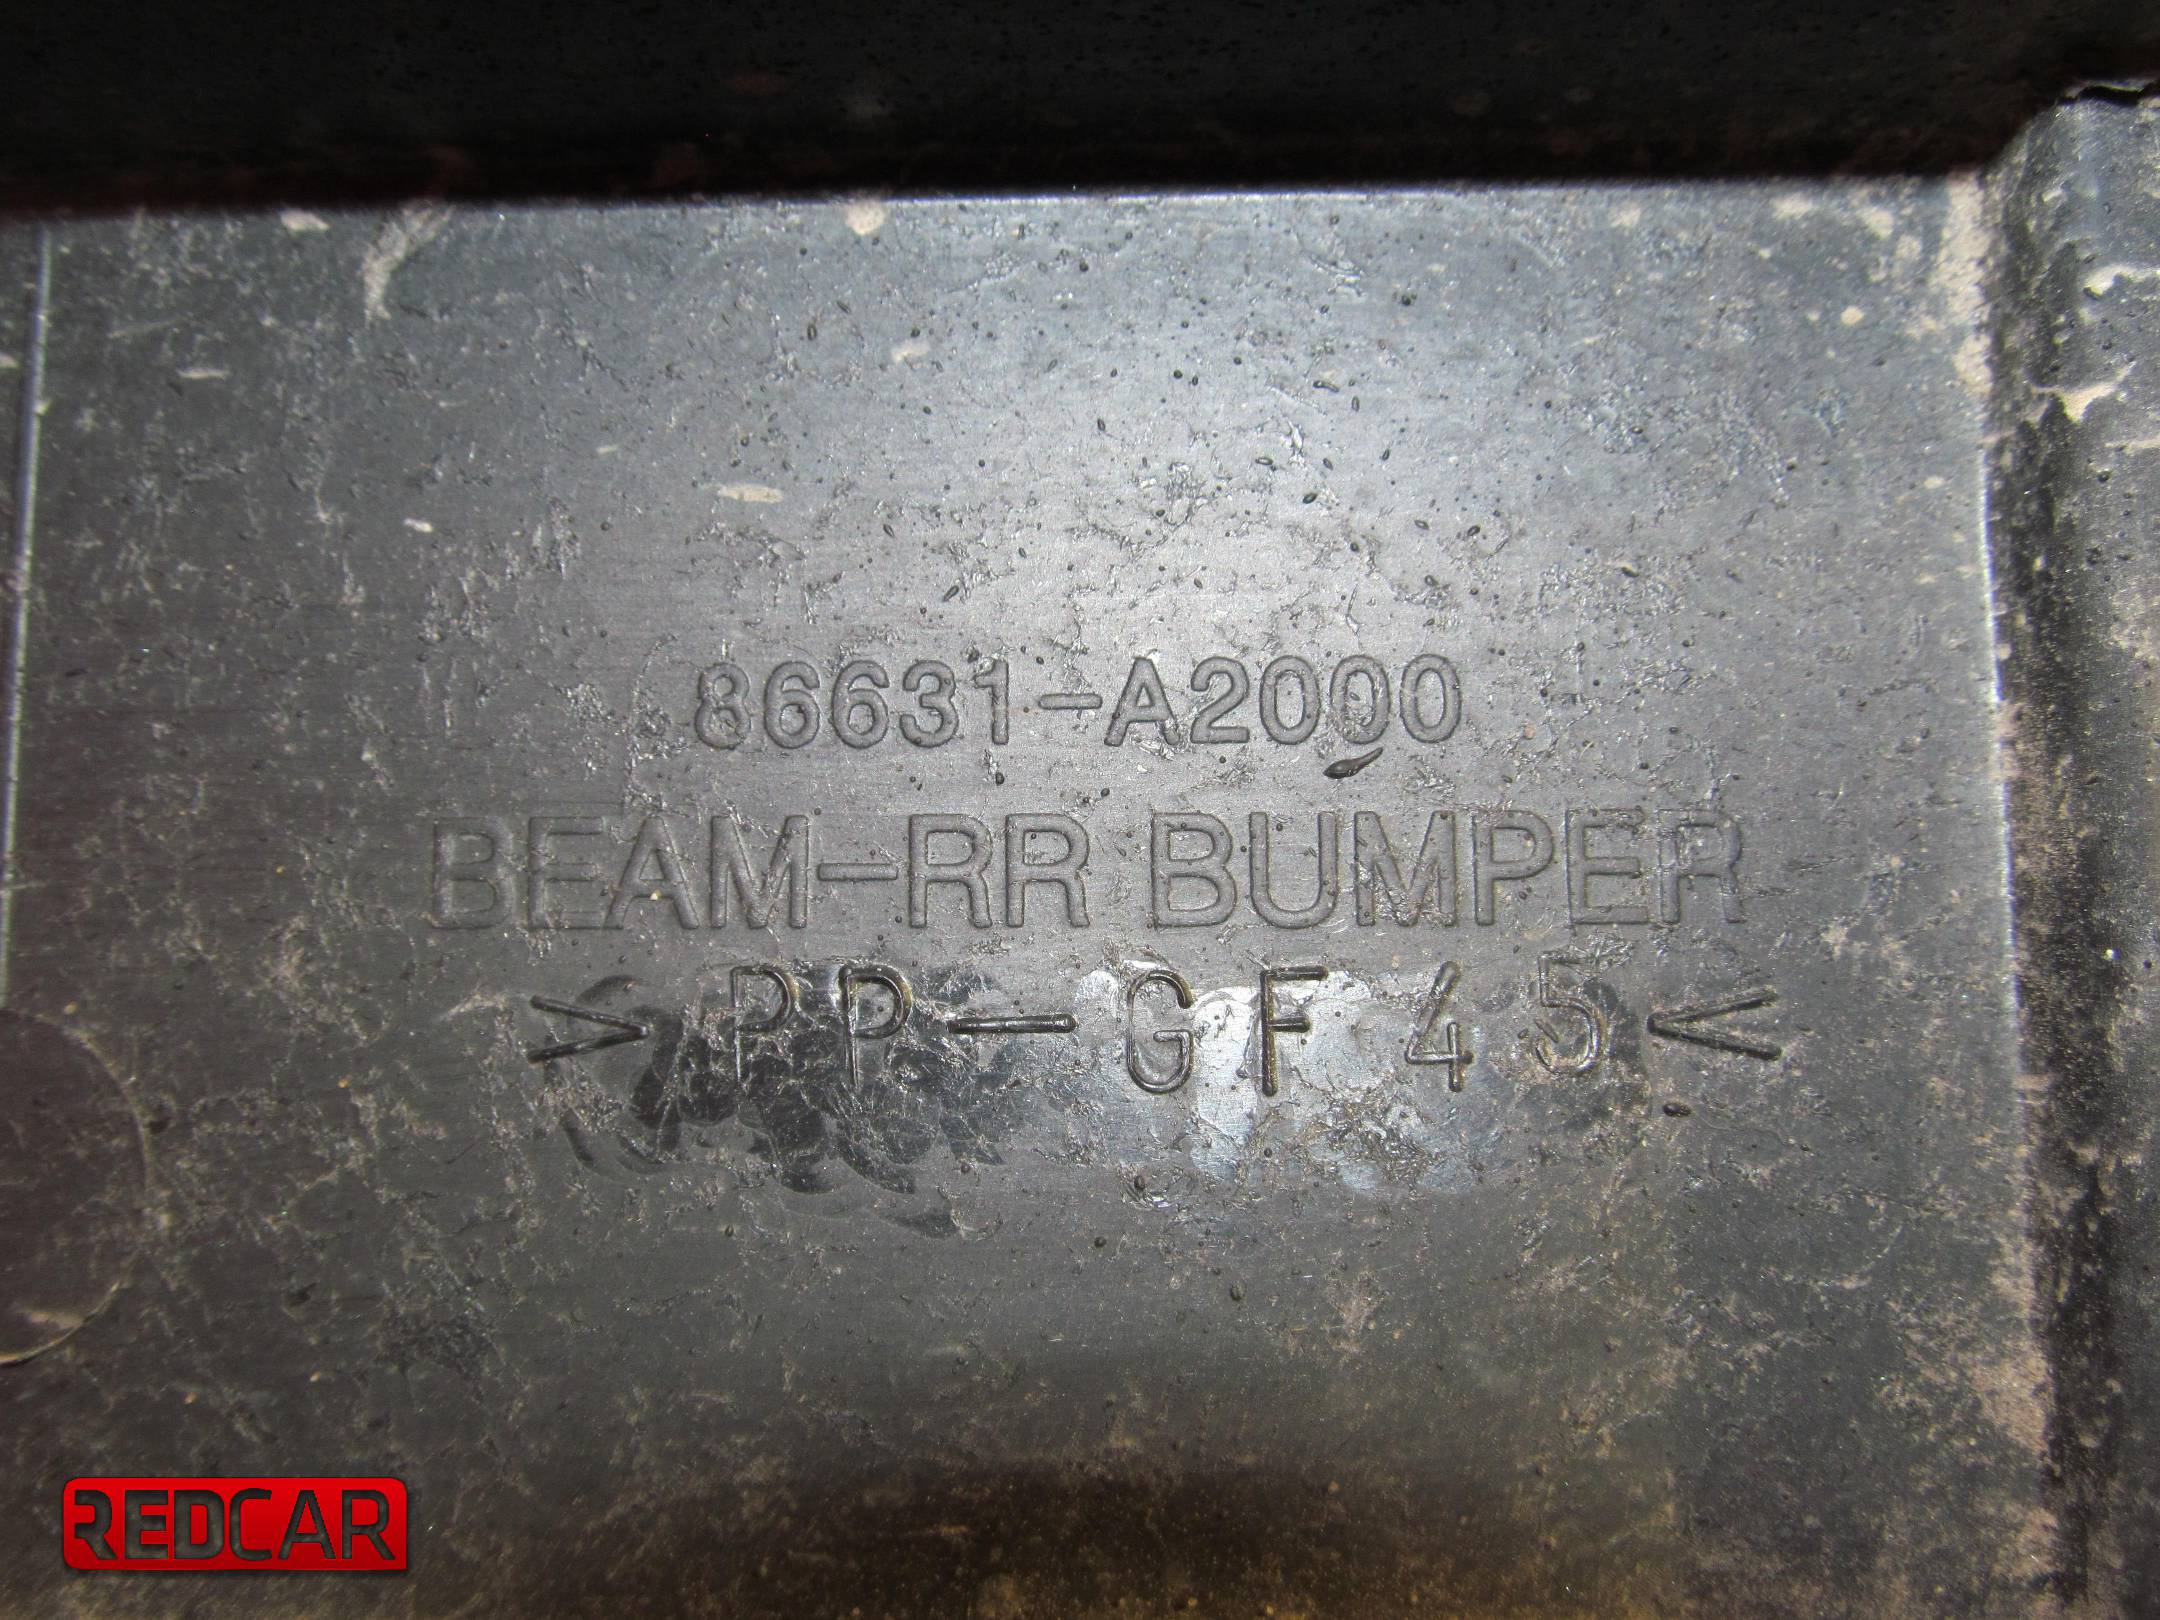 86631-A2000
BEAM-RR BUMPER
>PP-GF45<
REDCAR